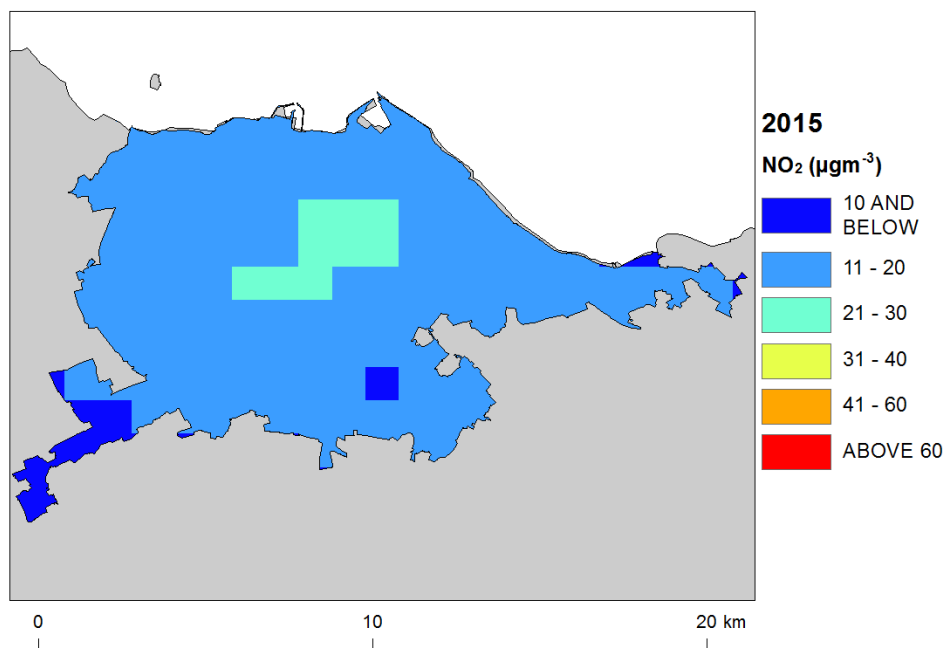 2015
NO₂ (µgm⁻³)
10 AND
BELOW
11 - 20
21 - 30
31 - 40
41 - 60
ABOVE 60
0 10 20 km